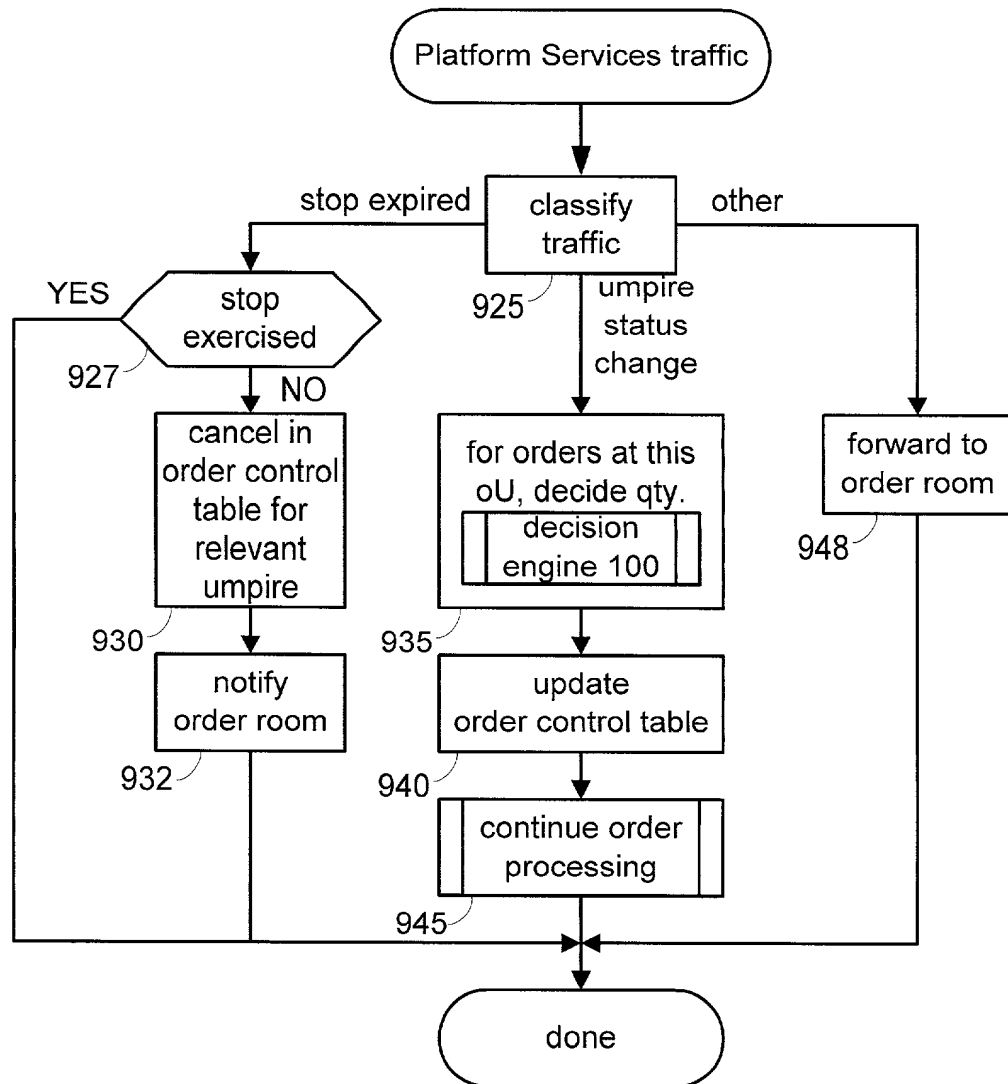 Platform Services traffic
stop expired
classify
traffic
other
925
umpire
status
change
YES
stop
exercised
927
NO
cancel in
order control
table for
relevant
umpire
930
for orders at this
oU, decide qty.
decision
engine 100
935
forward to
order room
948
notify
order room
932
update
order control table
940
continue order
processing
945
done